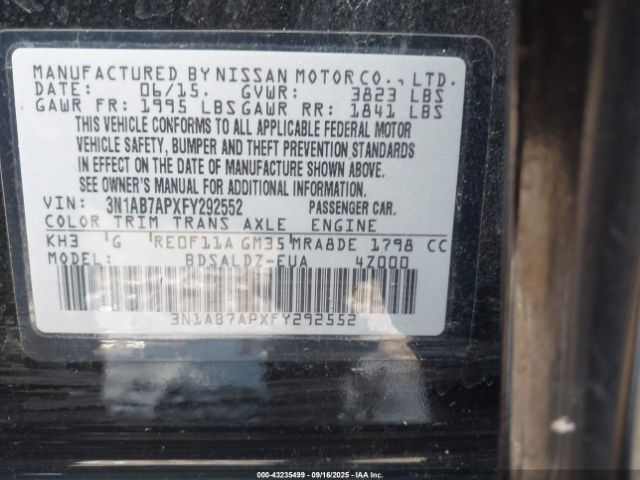 MANUFACTURED BY NISSAN MOTOR CO., LTD.
DATE: 06/15. GVWR: 3823 LBS
GAWR FR: 1995 LBS GAWR RR: 1841 LBS
THIS VEHICLE CONFORMS TO ALL APPLICABLE FEDERAL MOTOR
VEHICLE SAFETY, BUMPER AND THEFT PREVENTION STANDARDS
IN EFFECT ON THE DATE OF MANUFACTURE SHOWN ABOVE.
SEE OWNER'S MANUAL FOR ADDITIONAL INFORMATION.
VIN: 3N1AB7APXFY292552 PASSENGER CAR.
COLOR TRIM TRANS AXLE ENGINE
KH3 G RE0F11A GM35 MRA8DE 1798 CC
MODEL: BDSALDZ-EUA 4Z000
3N1AB7APXFY292552
000-43235499 - 09/16/2025 - IAA Inc.